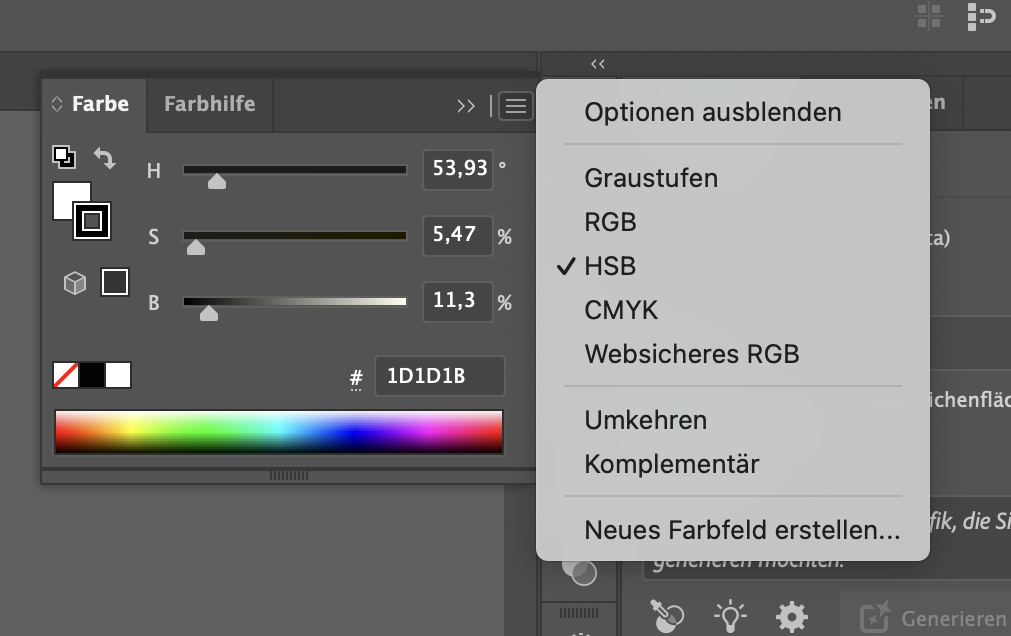 Farbe
Farbhilfe
H
53,93 °
S
5,47 %
B
11,3 %
# 1D1D1B
Optionen ausblenden
Graustufen
RGB
✓ HSB
CMYK
Websicheres RGB
Umkehren
Komplementär
Neues Farbfeld erstellen...
en
ta)
ichenfläc
fik, die Si
generieren möchten.
Generieren